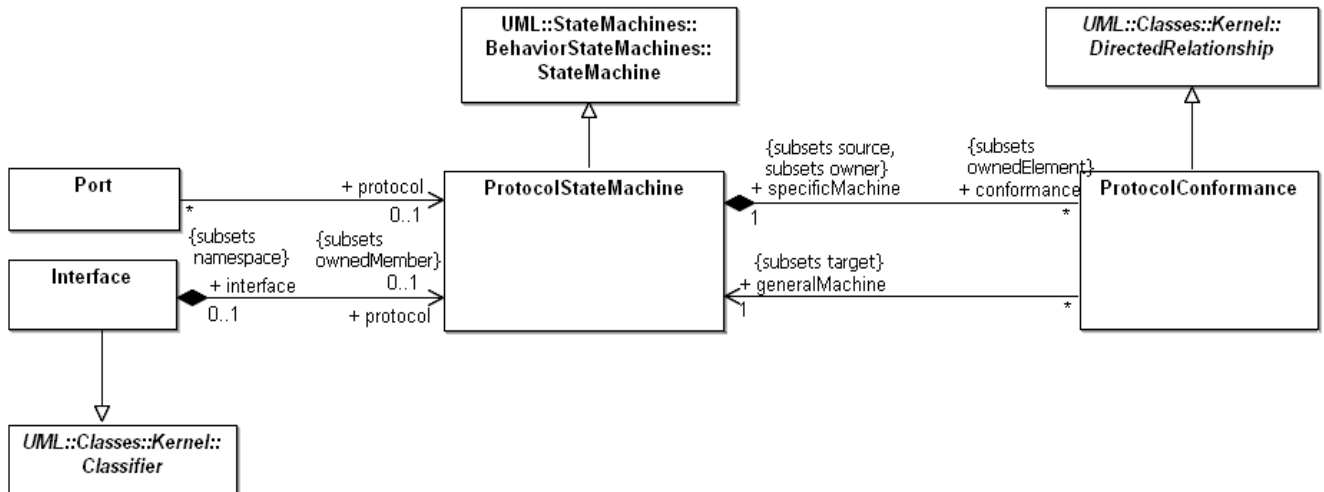 UML::StateMachines::
BehaviorStateMachines::
StateMachine
UML::Classes::Kernel::
DirectedRelationship
Port
+ protocol
*
0..1
ProtocolStateMachine
{subsets source,
subsets owner}
+ specificMachine
1
{subsets
ownedElement}
+ conformance
*
ProtocolConformance
Interface
{subsets
namespace}
+ interface
0..1
{subsets
ownedMember}
0..1
+ protocol
{subsets target}
+ generalMachine
1
*
UML::Classes::Kernel::
Classifier